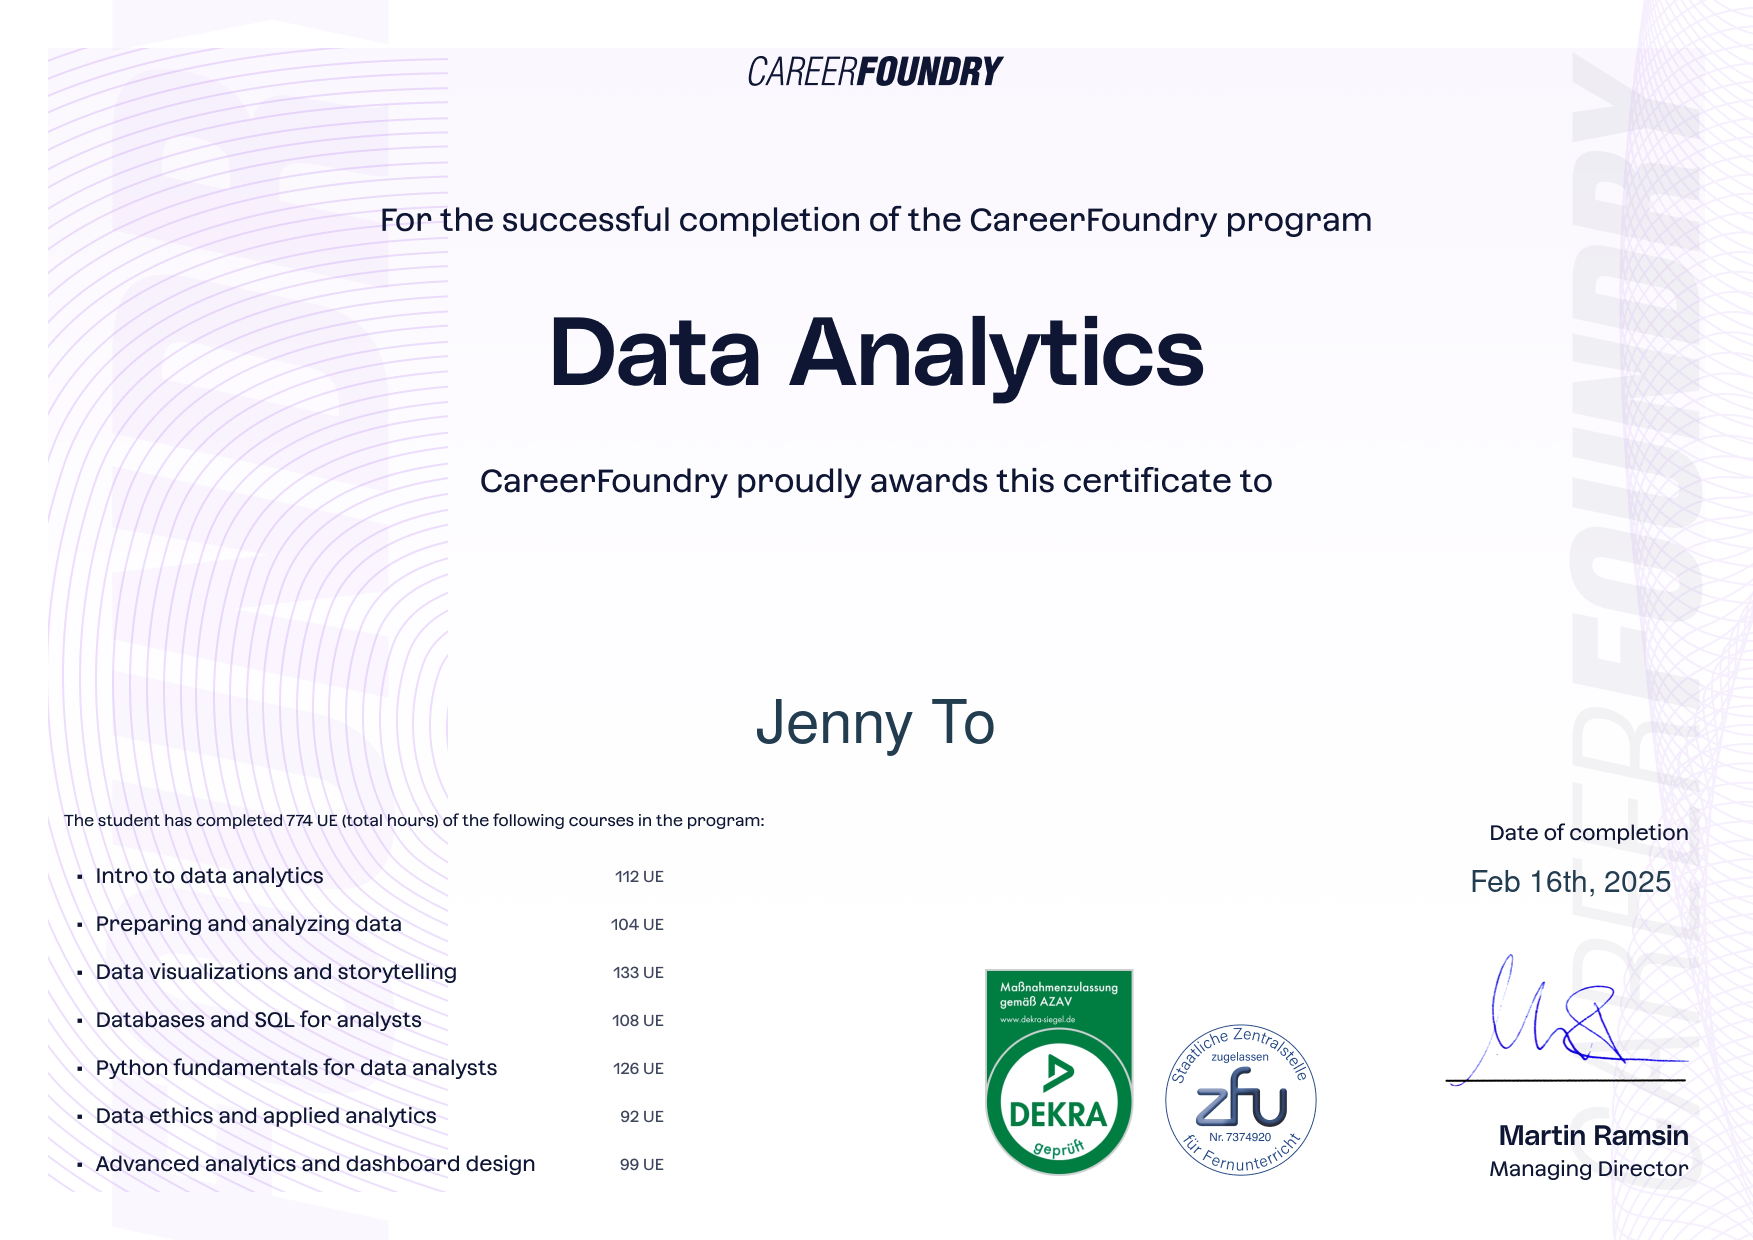 CAREERFOUNDRY
For the successful completion of the CareerFoundry program
Data Analytics
CareerFoundry proudly awards this certificate to
Jenny To
The student has completed 774 UE (total hours) of the following courses in the program:
▪ Intro to data analytics 112 UE
▪ Preparing and analyzing data 104 UE
▪ Data visualizations and storytelling 133 UE
▪ Databases and SQL for analysts 108 UE
▪ Python fundamentals for data analysts 126 UE
▪ Data ethics and applied analytics 92 UE
▪ Advanced analytics and dashboard design 99 UE
Maßnahmenzulassung
gemäß AZAV
www.dekra-siegel.de
DEKRA
geprüft
Staatliche Zentralstelle
zugelassen
zfu
Nr. 7374920
für Fernunterricht
Date of completion
Feb 16th, 2025
Martin Ramsin
Managing Director
CAREERFOUNDRY